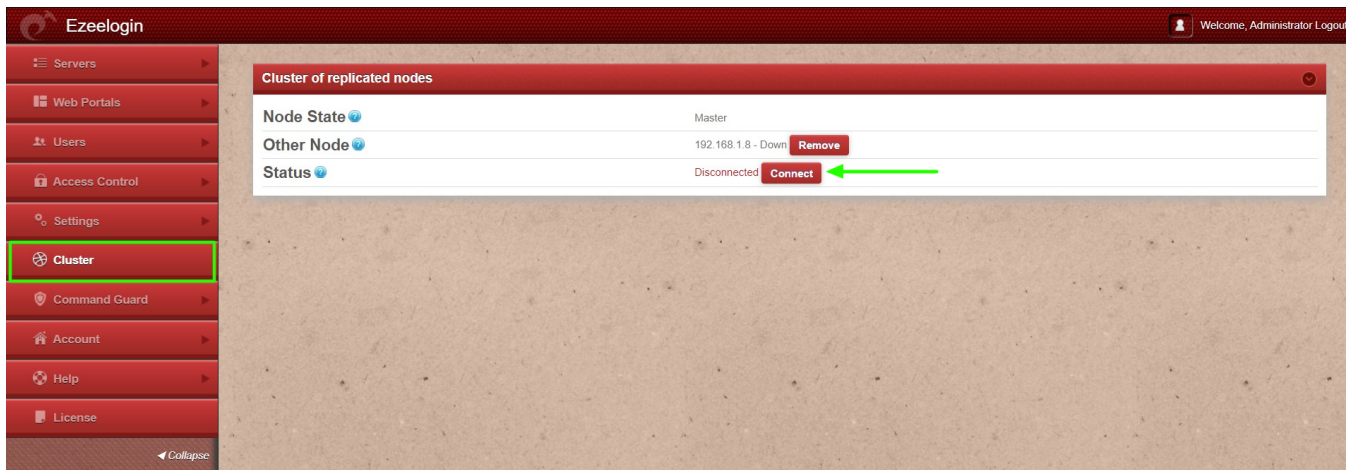 Ezeelogin
Welcome, Administrator Logout
Servers
Web Portals
Users
Access Control
Settings
Cluster
Command Guard
Account
Help
License
Collapse
Cluster of replicated nodes
Node State ? Master
Other Node ? 192.168.1.8 - Down Remove
Status ? Disconnected Connect